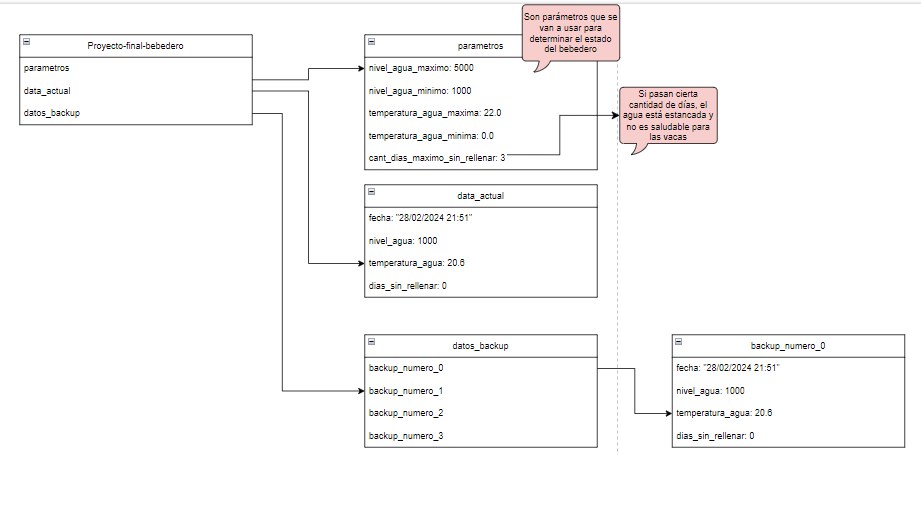 Proyecto-final-bebedero
parametros
data_actual
datos_backup
parametros
nivel_agua_maximo: 5000
nivel_agua_minimo: 1000
temperatura_agua_maxima: 22.0
temperatura_agua_minima: 0.0
cant_dias_maximo_sin_rellenar: 3
Son parámetros que se
van a usar para
determinar el estado
del bebedero
Si pasan cierta
cantidad de días, el
agua está estancada y
no es saludable para
las vacas
data_actual
fecha: "28/02/2024 21:51"
nivel_agua: 1000
temperatura_agua: 20.6
dias_sin_rellenar: 0
datos_backup
backup_numero_0
backup_numero_1
backup_numero_2
backup_numero_3
backup_numero_0
fecha: "28/02/2024 21:51"
nivel_agua: 1000
temperatura_agua: 20.6
dias_sin_rellenar: 0